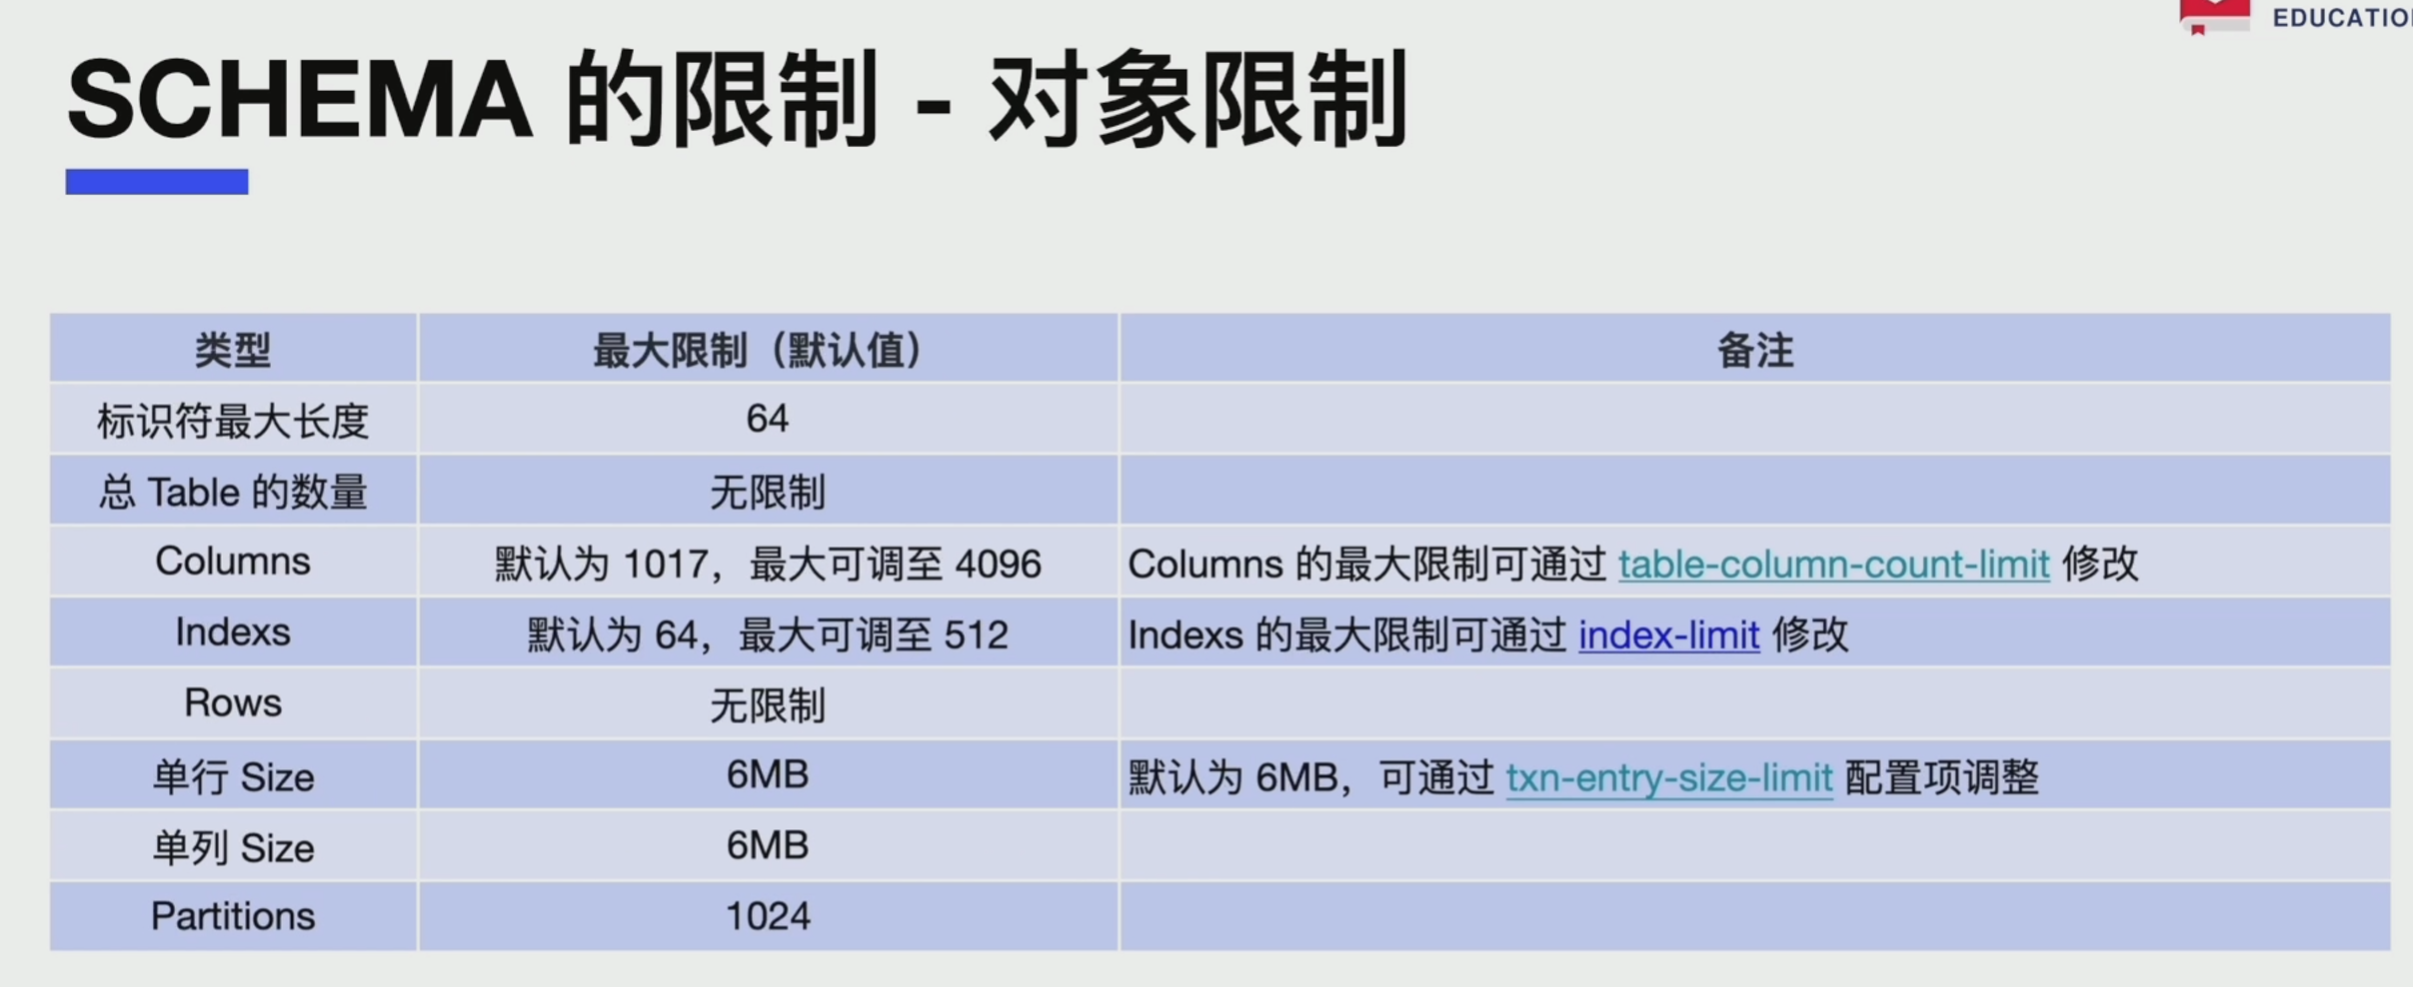 EDUCATIO
SCHEMA 的限制 - 对象限制
类型 最大限制（默认值） 备注
标识符最大长度 64
总 Table 的数量 无限制
Columns 默认为 1017，最大可调至 4096 Columns 的最大限制可通过 table-column-count-limit 修改
Indexs 默认为 64，最大可调至 512 Indexs 的最大限制可通过 index-limit 修改
Rows 无限制
单行 Size 6MB 默认为 6MB，可通过 txn-entry-size-limit 配置项调整
单列 Size 6MB
Partitions 1024